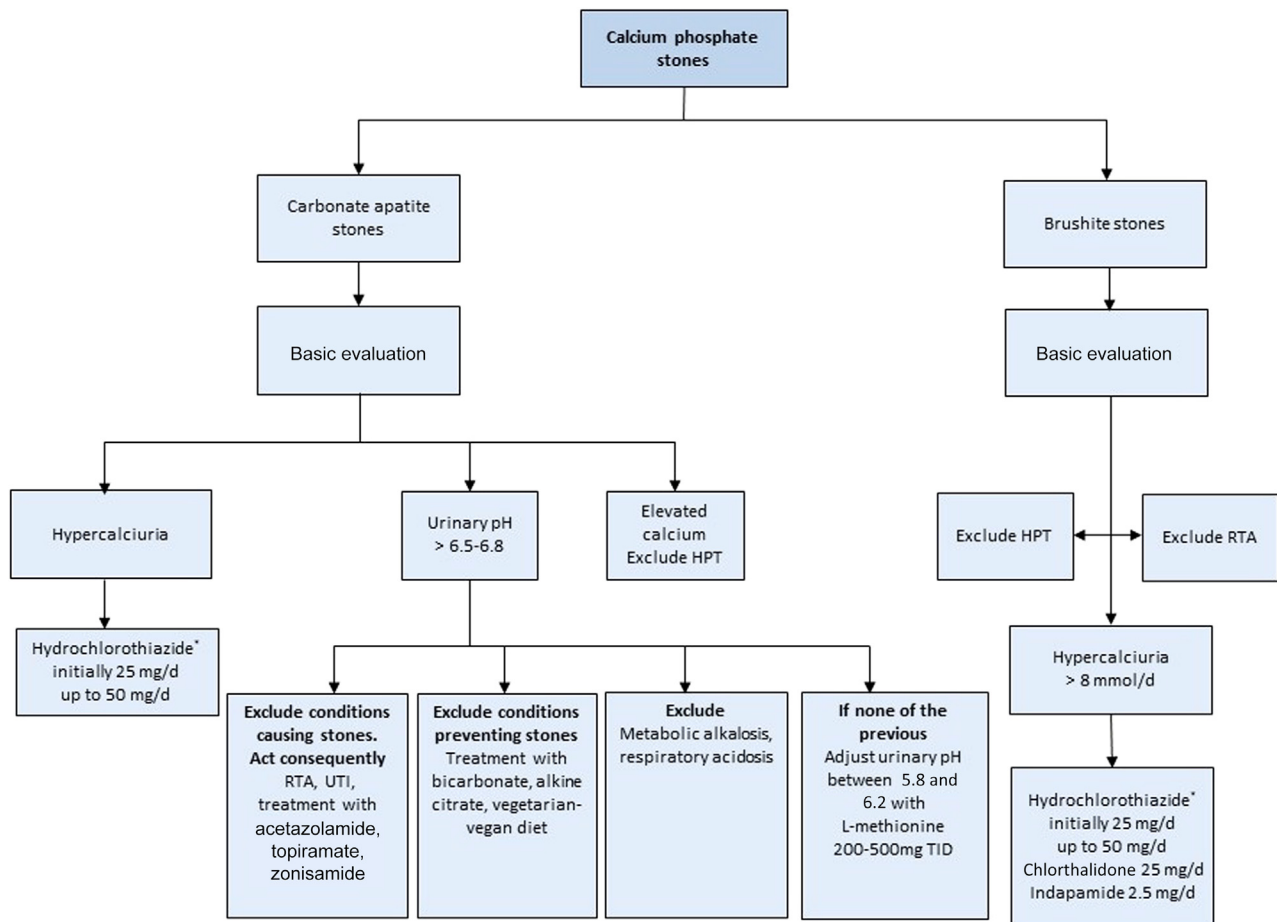 Calcium phosphate
stones
Carbonate apatite
stones
Brushite stones
Basic evaluation
Basic evaluation
Hypercalciuria
Urinary pH
> 6.5-6.8
Elevated
calcium
Exclude HPT
Exclude HPT
Exclude RTA
Hydrochlorothiazide*
initially 25 mg/d
up to 50 mg/d
Hypercalciuria
> 8 mmol/d
Exclude conditions
causing stones.
Act consequently
RTA, UTI,
treatment with
acetazolamide,
topiramate,
zonisamide
Exclude conditions
preventing stones
Treatment with
bicarbonate, alkine
citrate, vegetarian-
vegan diet
Exclude
Metabolic alkalosis,
respiratory acidosis
If none of the
previous
Adjust urinary pH
between 5.8 and
6.2 with
L-methionine
200-500mg TID
Hydrochlorothiazide*
initially 25 mg/d
up to 50 mg/d
Chlorthalidone 25 mg/d
Indapamide 2.5 mg/d